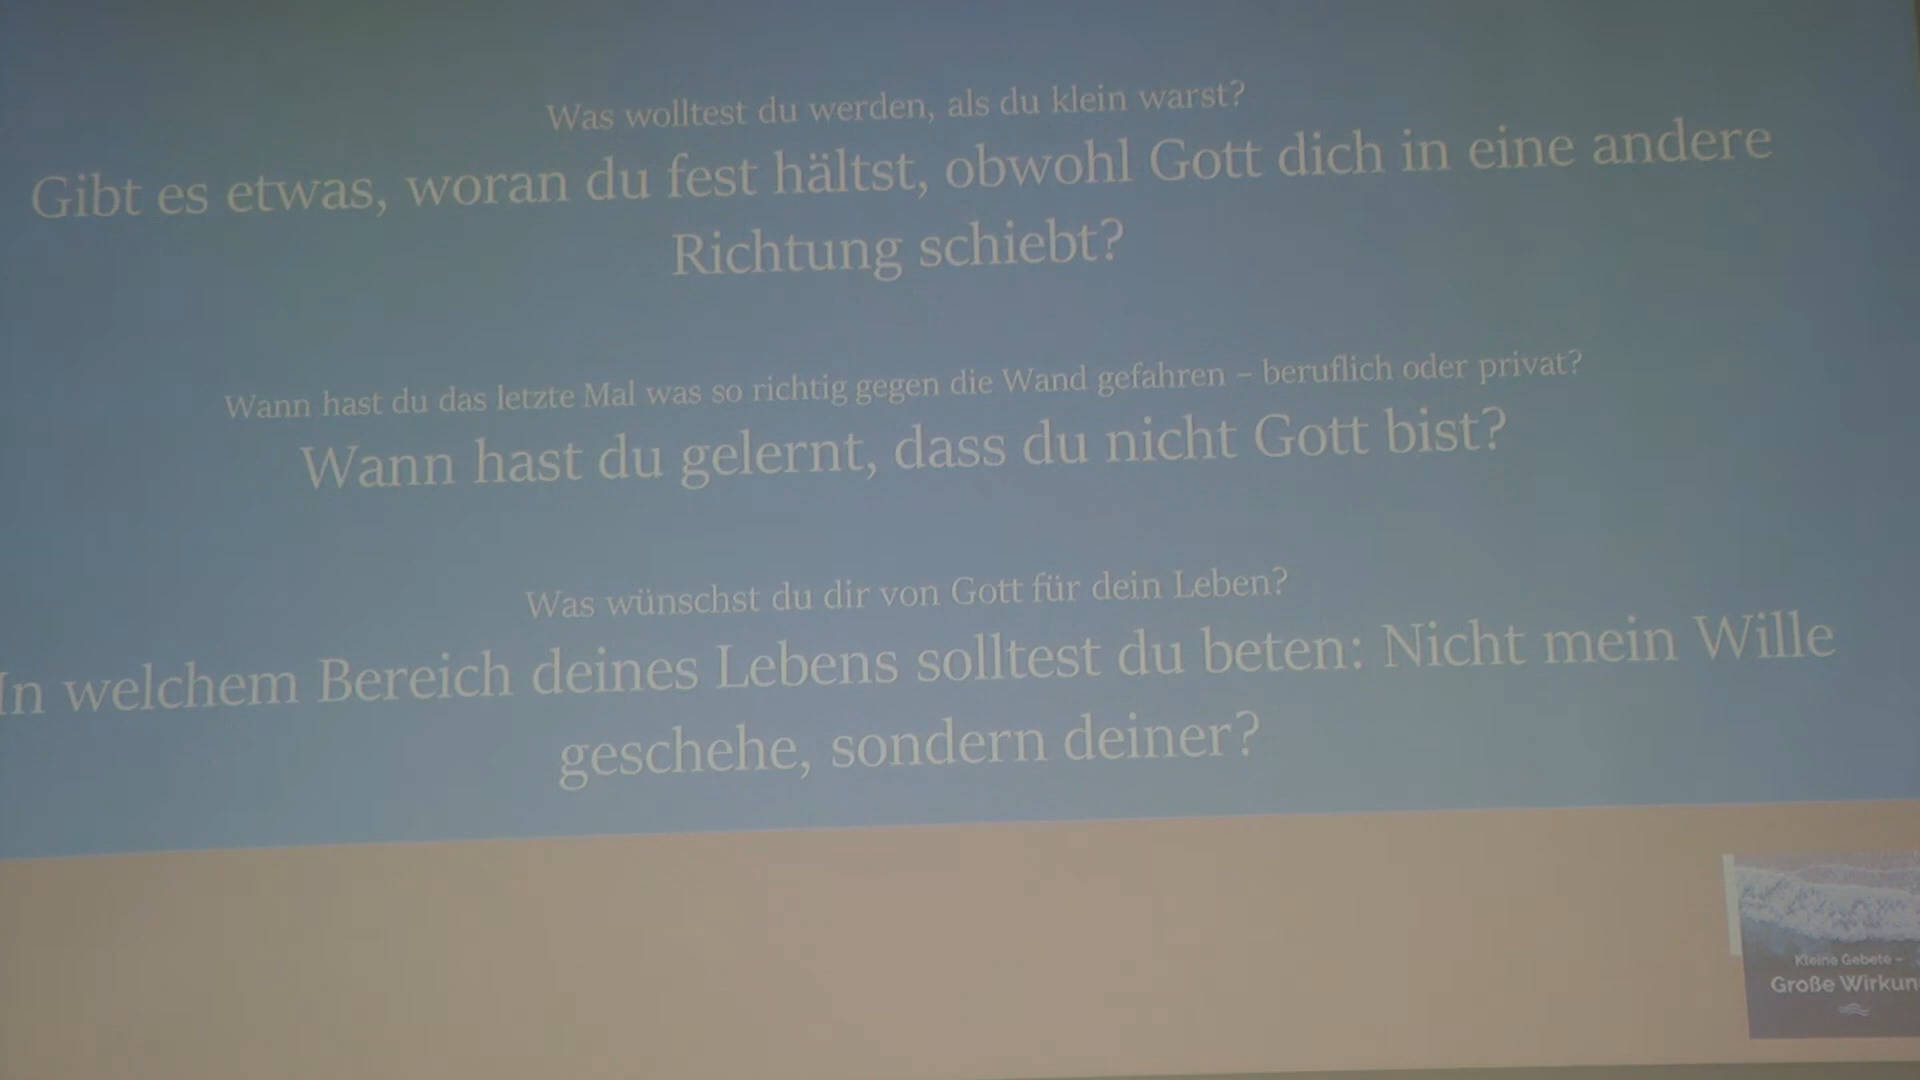 Was wolltest du werden, als du klein warst?
Gibt es etwas, woran du fest hältst, obwohl Gott dich in eine andere
Richtung schiebt?
Wann hast du das letzte Mal was so richtig gegen die Wand gefahren – beruflich oder privat?
Wann hast du gelernt, dass du nicht Gott bist?
Was wünschst du dir von Gott für dein Leben?
In welchem Bereich deines Lebens solltest du beten: Nicht mein Wille
geschehe, sondern deiner?
Kleine Gebete –
Große Wirkun